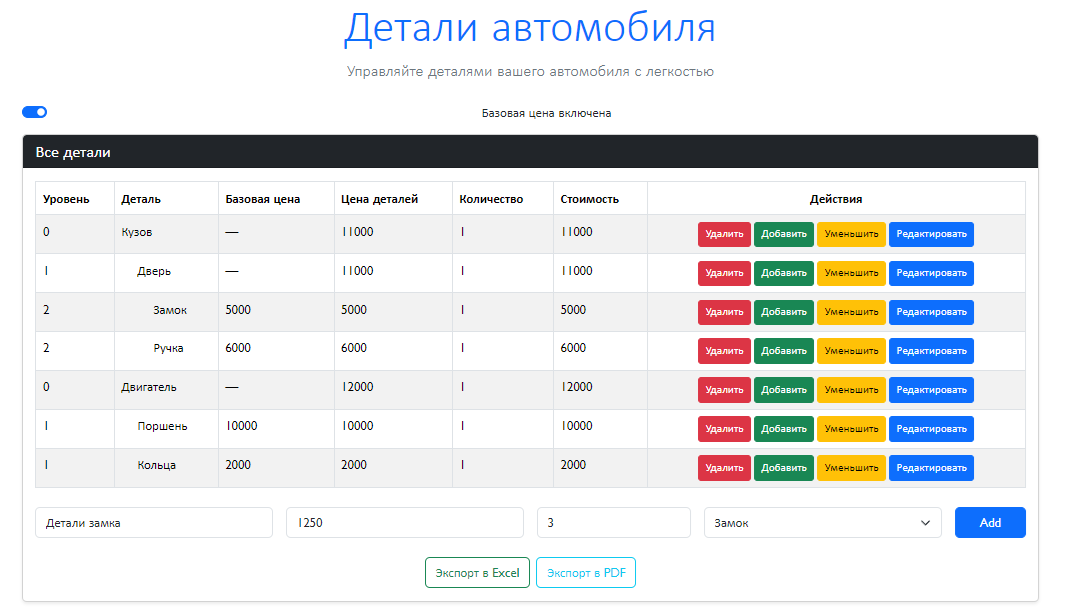 Детали автомобиля
Управляйте деталями вашего автомобиля с легкостью
Базовая цена включена
Все детали
Уровень Деталь Базовая цена Цена деталей Количество Стоимость Действия
0 Кузов — 11000 1 11000 Удалить Добавить Уменьшить Редактировать
1 Дверь — 11000 1 11000 Удалить Добавить Уменьшить Редактировать
2 Замок 5000 5000 1 5000 Удалить Добавить Уменьшить Редактировать
2 Ручка 6000 6000 1 6000 Удалить Добавить Уменьшить Редактировать
0 Двигатель — 12000 1 12000 Удалить Добавить Уменьшить Редактировать
1 Поршень 10000 10000 1 10000 Удалить Добавить Уменьшить Редактировать
1 Кольца 2000 2000 1 2000 Удалить Добавить Уменьшить Редактировать
Детали замка 1250 3 Замок Add
Экспорт в Excel Экспорт в PDF